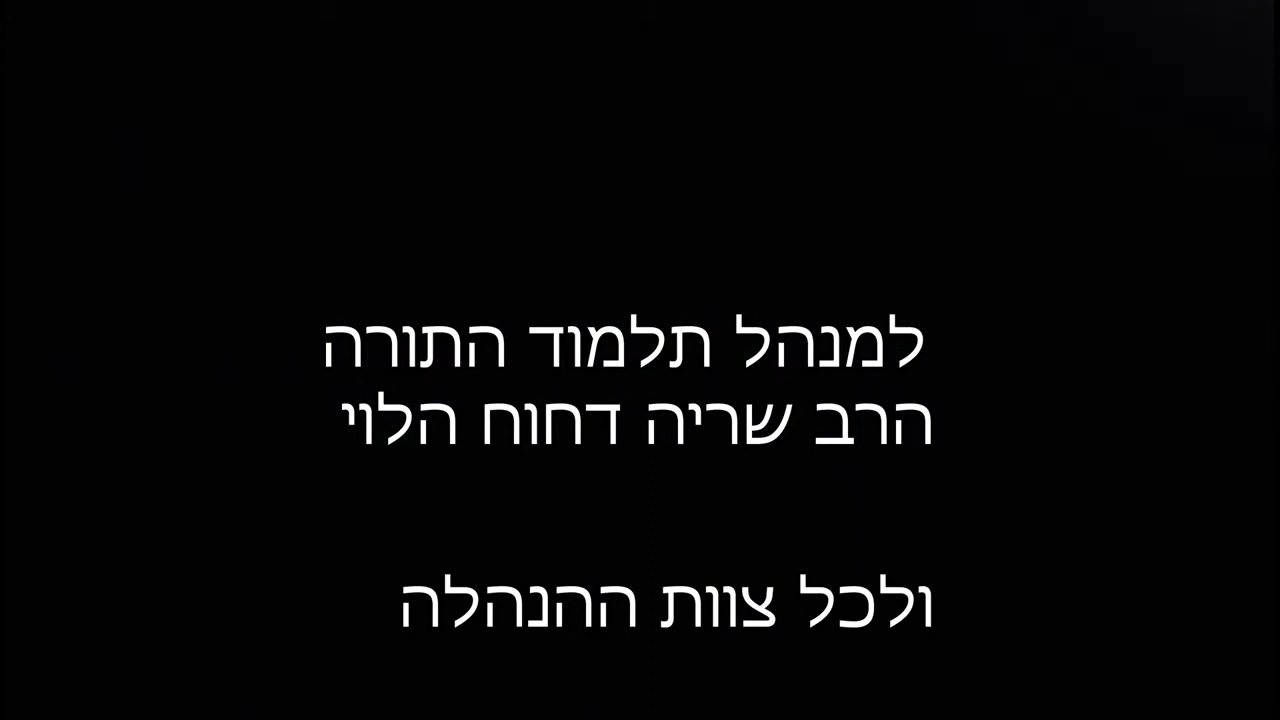 למנהל תלמוד התורה
הרב שריה דחוח הלוי
ולכל צוות ההנהלה